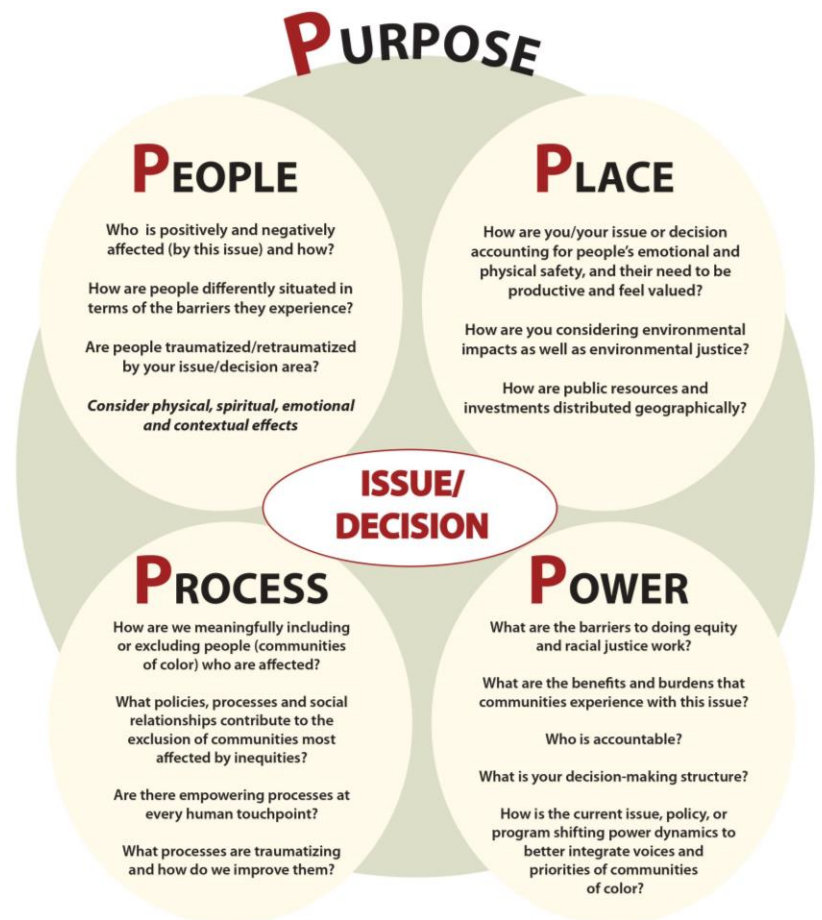 PURPOSE
PEOPLE
Who is positively and negatively
affected (by this issue) and how?
How are people differently situated in
terms of the barriers they experience?
Are people traumatized/retraumatized
by your issue/decision area?
Consider physical, spiritual, emotional
and contextual effects
PLACE
How are you/your issue or decision
accounting for people's emotional and
physical safety, and their need to be
productive and feel valued?
How are you considering environmental
impacts as well as environmental justice?
How are public resources and
investments distributed geographically?
ISSUE/
DECISION
PROCESS
How are we meaningfully including
or excluding people (communities
of color) who are affected?
What policies, processes and social
relationships contribute to the
exclusion of communities most
affected by inequities?
Are there empowering processes at
every human touchpoint?
What processes are traumatizing
and how do we improve them?
POWER
What are the barriers to doing equity
and racial justice work?
What are the benefits and burdens that
communities experience with this issue?
Who is accountable?
What is your decision-making structure?
How is the current issue, policy, or
program shifting power dynamics to
better integrate voices and
priorities of communities
of color?